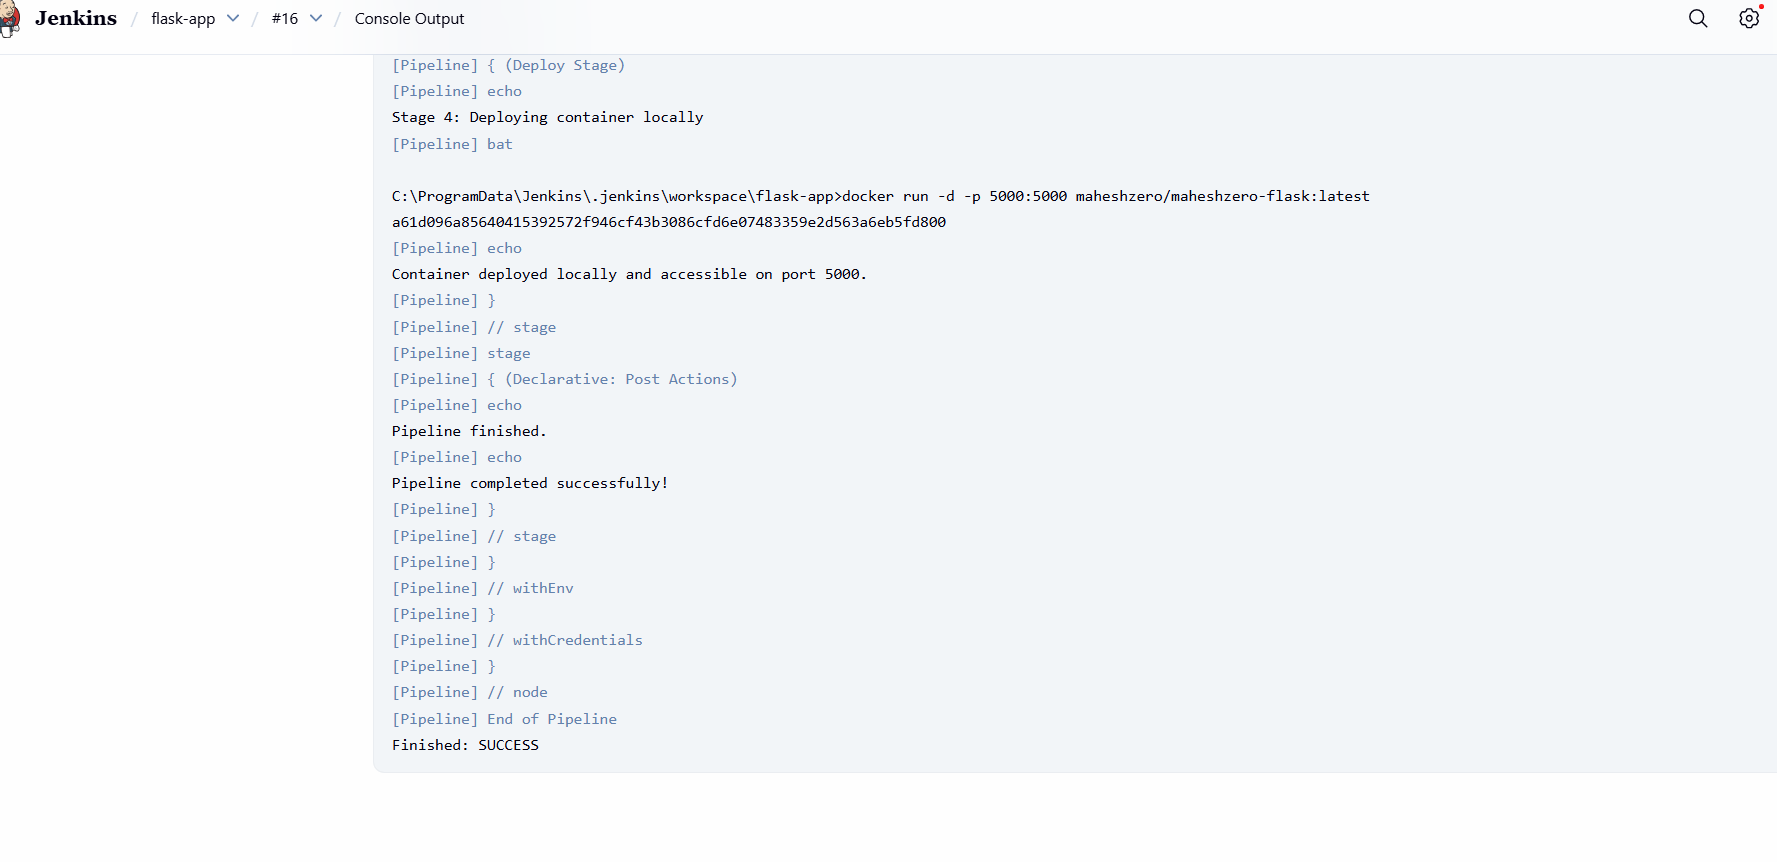 Jenkins / flask-app / #16 / Console Output
[Pipeline] { (Deploy Stage)
[Pipeline] echo
Stage 4: Deploying container locally
[Pipeline] bat
C:\ProgramData\Jenkins\.jenkins\workspace\flask-app>docker run -d -p 5000:5000 maheshzero/maheshzero-flask:latest
a61d096a85640415392572f946cf43b3086cfd6e07483359e2d563a6eb5fd800
[Pipeline] echo
Container deployed locally and accessible on port 5000.
[Pipeline] }
[Pipeline] // stage
[Pipeline] stage
[Pipeline] { (Declarative: Post Actions)
[Pipeline] echo
Pipeline finished.
[Pipeline] echo
Pipeline completed successfully!
[Pipeline] }
[Pipeline] // stage
[Pipeline] }
[Pipeline] // withEnv
[Pipeline] }
[Pipeline] // withCredentials
[Pipeline] }
[Pipeline] // node
[Pipeline] End of Pipeline
Finished: SUCCESS